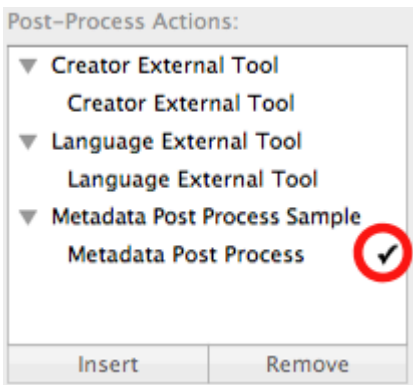 Post-Process Actions:
Creator External Tool
Creator External Tool
Language External Tool
Language External Tool
Metadata Post Process Sample
Metadata Post Process
Insert Remove